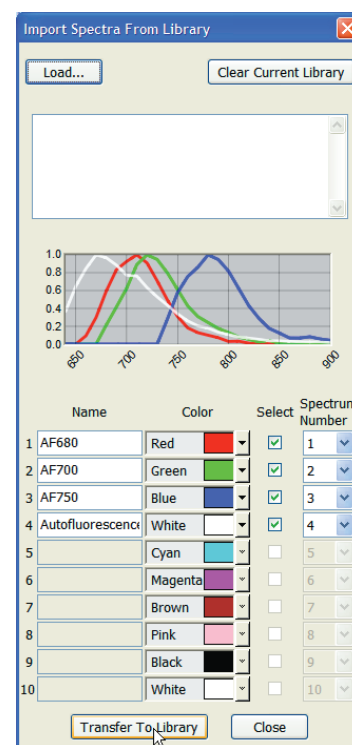 Import Spectra From Library
Load... Clear Current Library
1.0
0.8
0.6
0.4
0.2
0.0
650 700 750 800 850 900
Name Color Select Spectrum Number
1 AF680 Red 1
2 AF700 Green 2
3 AF750 Blue 3
4 Autofluorescence White 4
5 Cyan 5
6 Magenta 6
7 Brown 7
8 Pink 8
9 Black 9
10 White 10
Transfer To Library Close